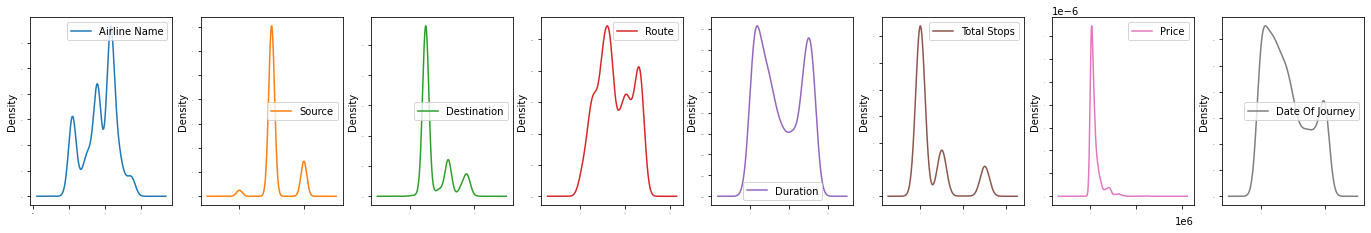 1e−6
Airline Name
Source
Destination
Route
Duration
Total Stops
Price
Date Of Journey
Density
Density
Density
Density
Density
Density
Density
Density
1e6